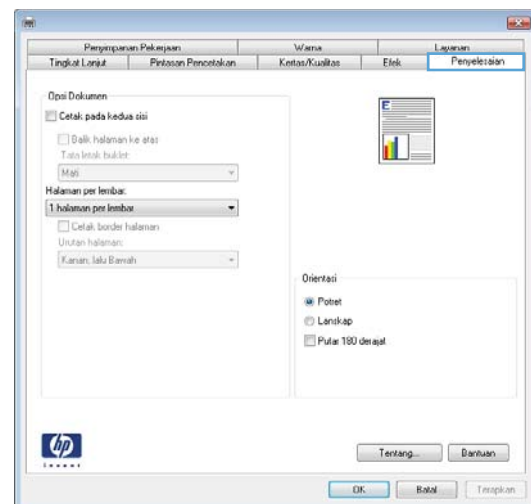 Penyimpanan Pekerjaan Warna Layanan
Tingkat Lanjut Pintasan Pencetakan Kertas/Kualitas Efek Penyelesaian
Opsi Dokumen
Cetak pada kedua sisi
Balik halaman ke atas
Tata letak buklet:
Mati
Halaman per lembar:
1 halaman per lembar
Cetak border halaman
Urutan halaman:
Kanan, lalu Bawah
E
Orientasi
Potret
Lanskap
Putar 180 derajat
hp
invent
Tentang... Bantuan
OK Batal Terapkan